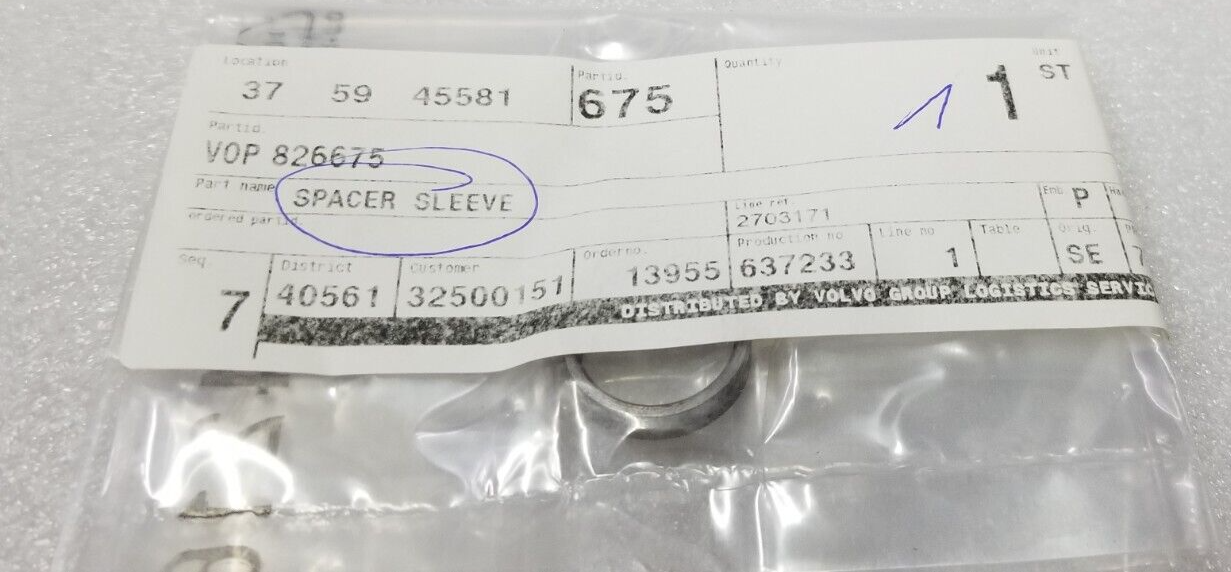 Location Partid. Quantity Unit
37 59 45581 675 1 1 ST
Partid.
VOP 826675
Part name SPACER SLEEVE
ordered partid.
Line ref. Emb P
2703171
Seq. District Customer Orderno. Production no Line no Table Orig.
7 40561 32500151 13955 637233 1 SE 7
DISTRIBUTED BY VOLVO GROUP LOGISTICS SERVIC